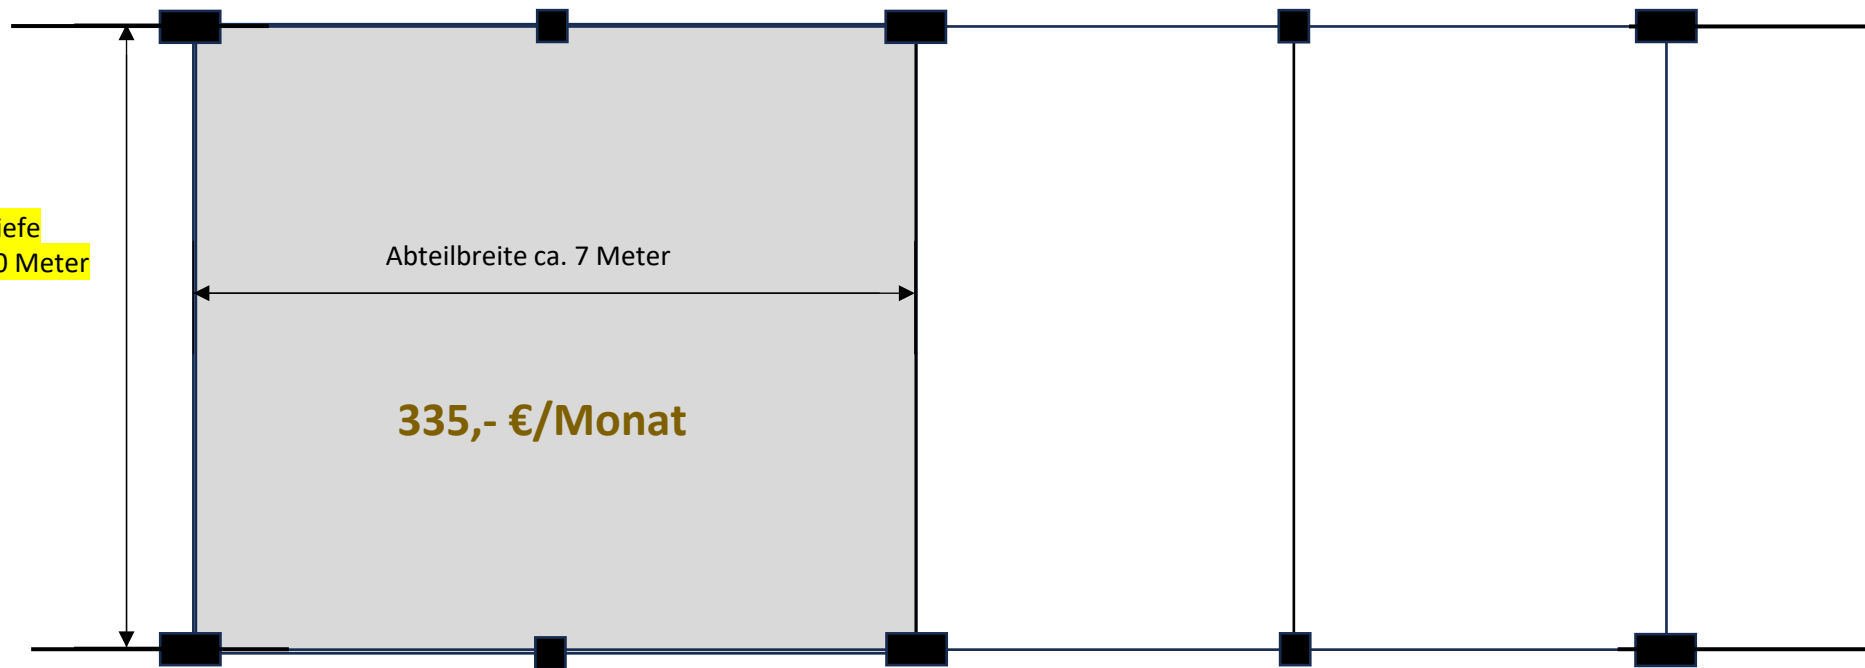 iefe
0 Meter
Abteilbreite ca. 7 Meter
335,- €/Monat